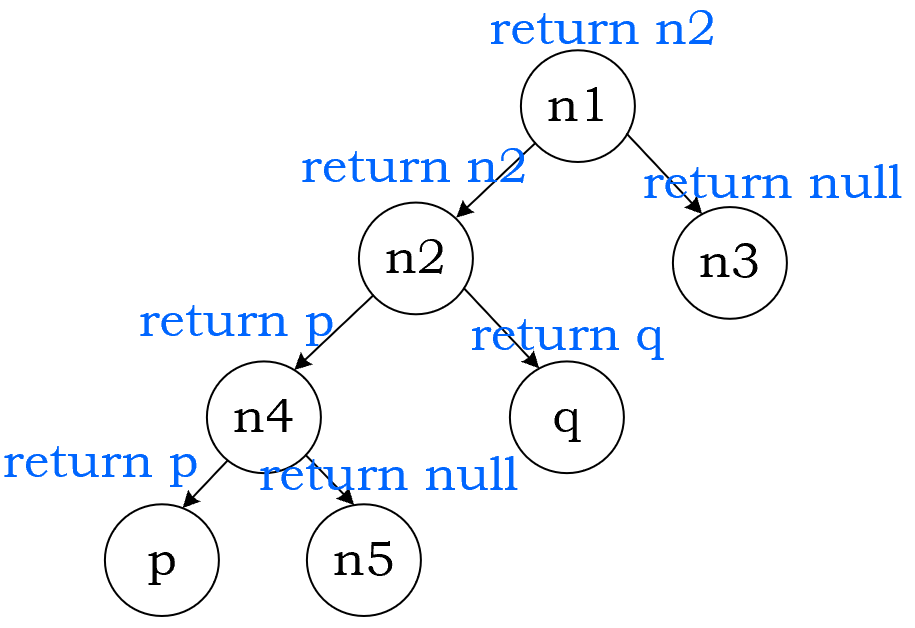 return n2
n1
return n2
return null
n2
n3
return p
return q
n4
q
return p
return null
p
n5